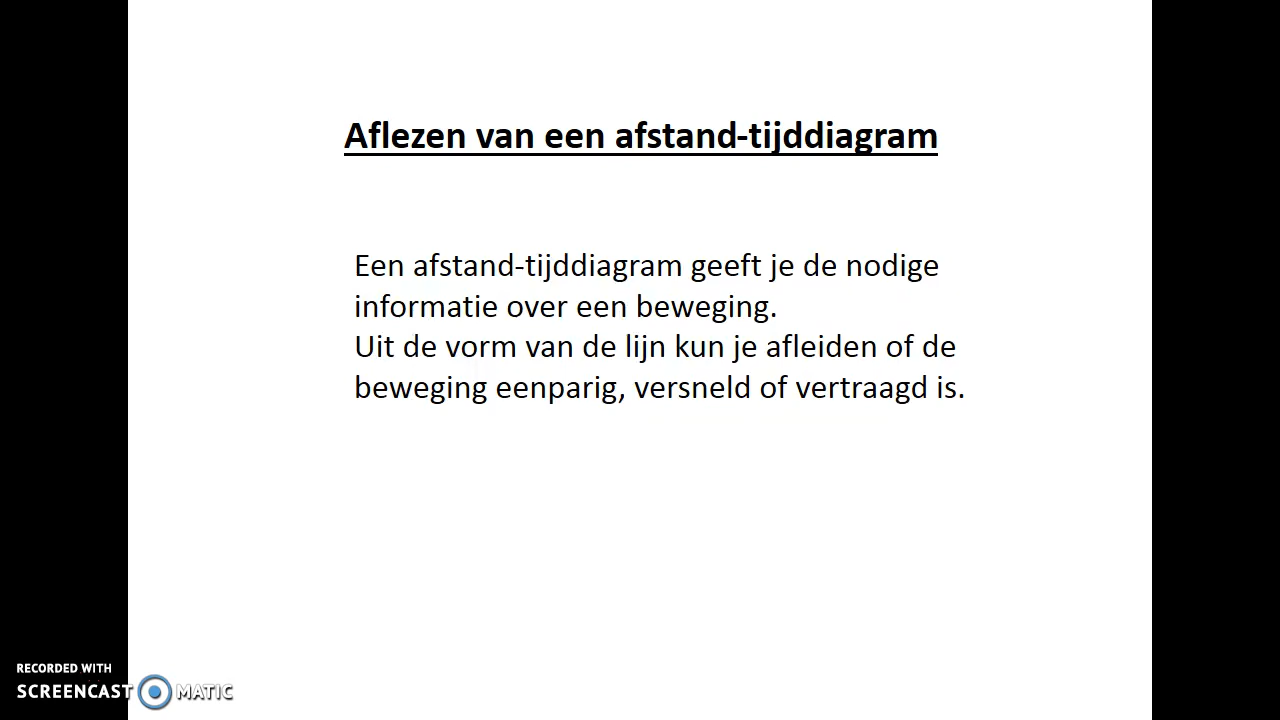 Aflezen van een afstand-tijddiagram
Een afstand-tijddiagram geeft je de nodige
informatie over een beweging.
Uit de vorm van de lijn kun je afleiden of de
beweging eenparig, versneld of vertraagd is.
RECORDED WITH
SCREENCAST MATIC